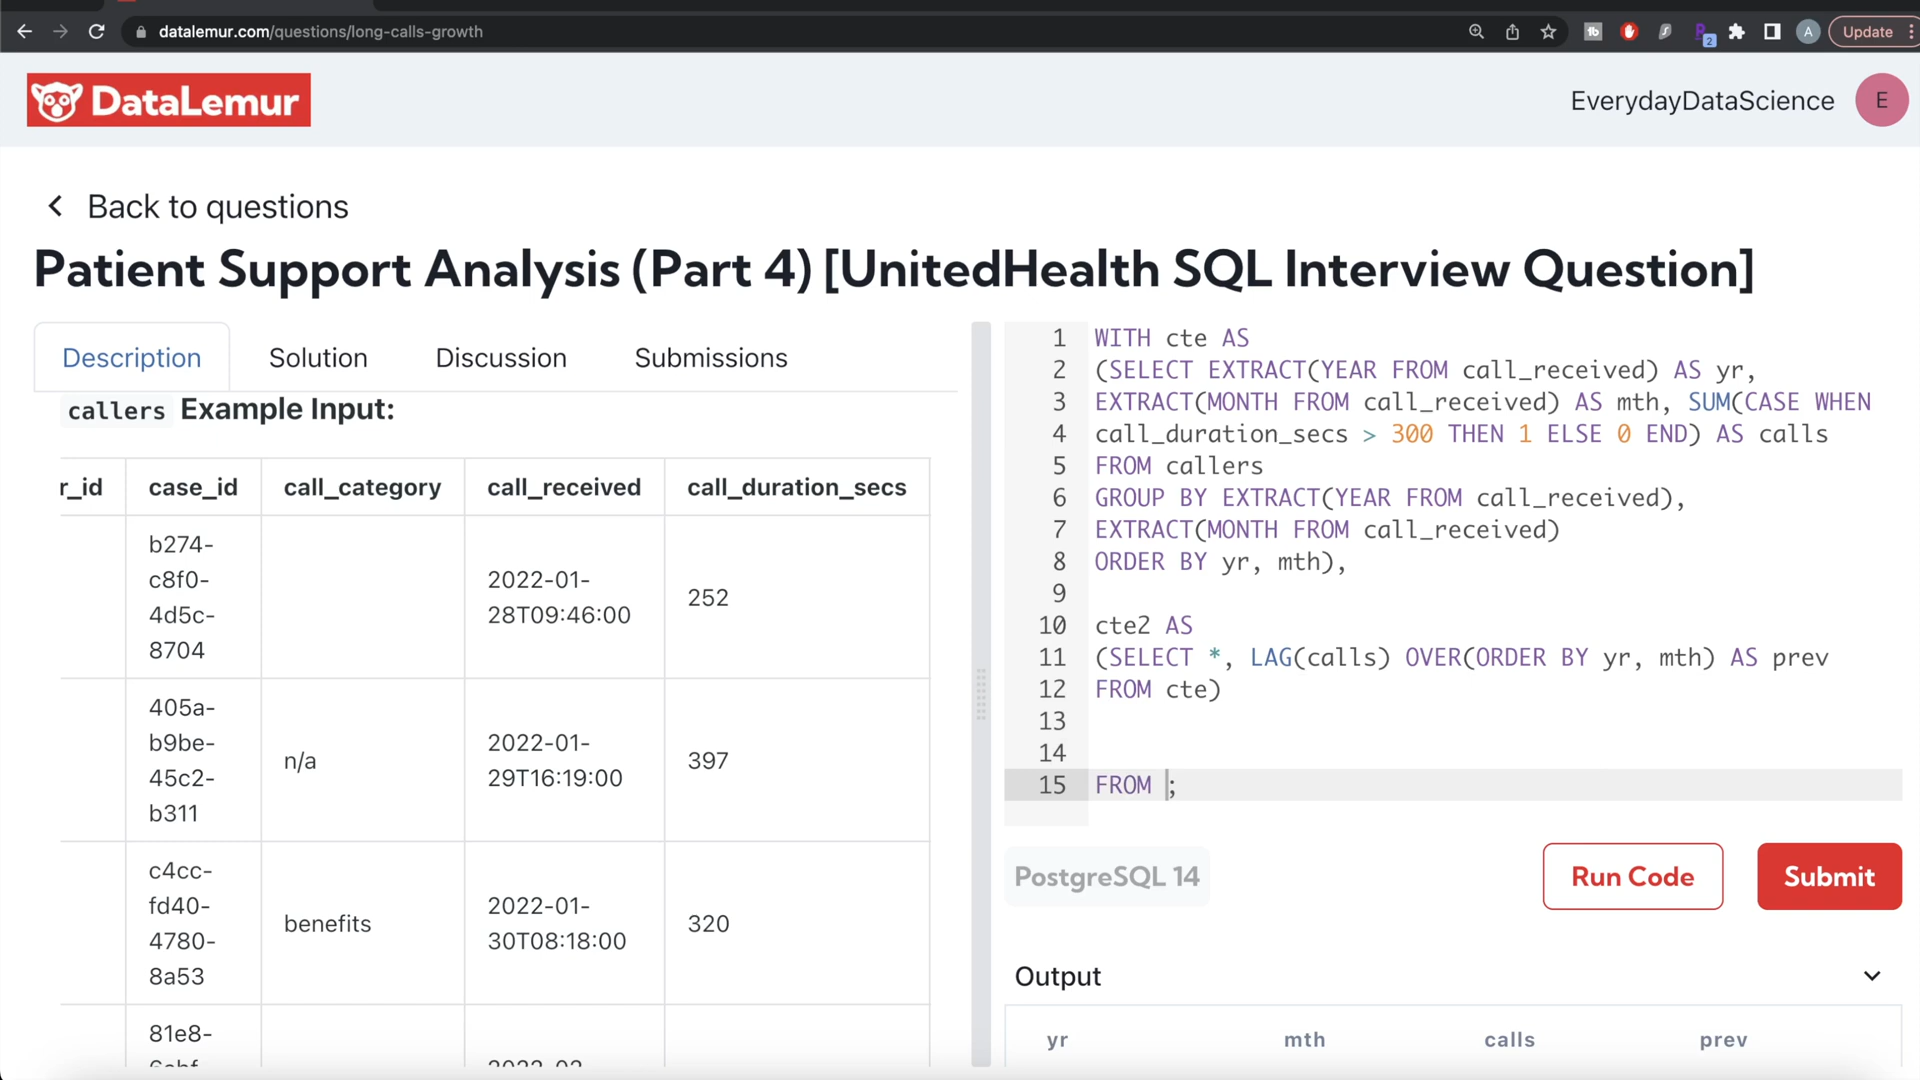 datalemur.com/questions/long-calls-growth
2
A
Update
DataLemur
EverydayDataScience
E
Back to questions
Patient Support Analysis (Part 4) [UnitedHealth SQL Interview Question]
Description Solution Discussion Submissions
callers Example Input:
r_id case_id call_category call_received call_duration_secs
b274-
c8f0-
4d5c-
8704
2022-01-
28T09:46:00
252
405a-
b9be-
45c2-
b311
n/a
2022-01-
29T16:19:00
397
c4cc-
fd40-
4780-
8a53
benefits
2022-01-
30T08:18:00
320
81e8-
1 WITH cte AS
2 (SELECT EXTRACT(YEAR FROM call_received) AS yr,
3 EXTRACT(MONTH FROM call_received) AS mth, SUM(CASE WHEN
4 call_duration_secs > 300 THEN 1 ELSE 0 END) AS calls
5 FROM callers
6 GROUP BY EXTRACT(YEAR FROM call_received),
7 EXTRACT(MONTH FROM call_received)
8 ORDER BY yr, mth),
9
10 cte2 AS
11 (SELECT *, LAG(calls) OVER(ORDER BY yr, mth) AS prev
12 FROM cte)
13
14
15 FROM ;
PostgreSQL 14
Run Code
Submit
Output
yr mth calls prev